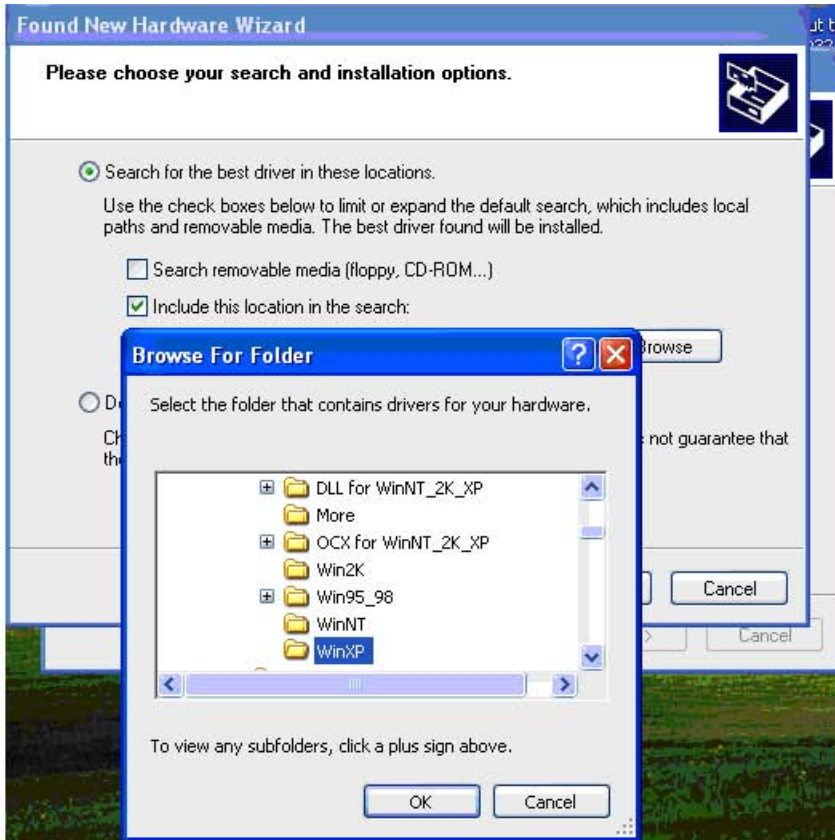 Found New Hardware Wizard
Please choose your search and installation options.
Search for the best driver in these locations.
Use the check boxes below to limit or expand the default search, which includes local
paths and removable media. The best driver found will be installed.
Search removable media (floppy, CD-ROM...)
Include this location in the search:
Browse For Folder
Browse
Select the folder that contains drivers for your hardware.
not guarantee that
DLL for WinNT_2K_XP
More
OCX for WinNT_2K_XP
Win2K
Win95_98
WinNT
WinXP
Cancel
Cancel
To view any subfolders, click a plus sign above.
OK
Cancel